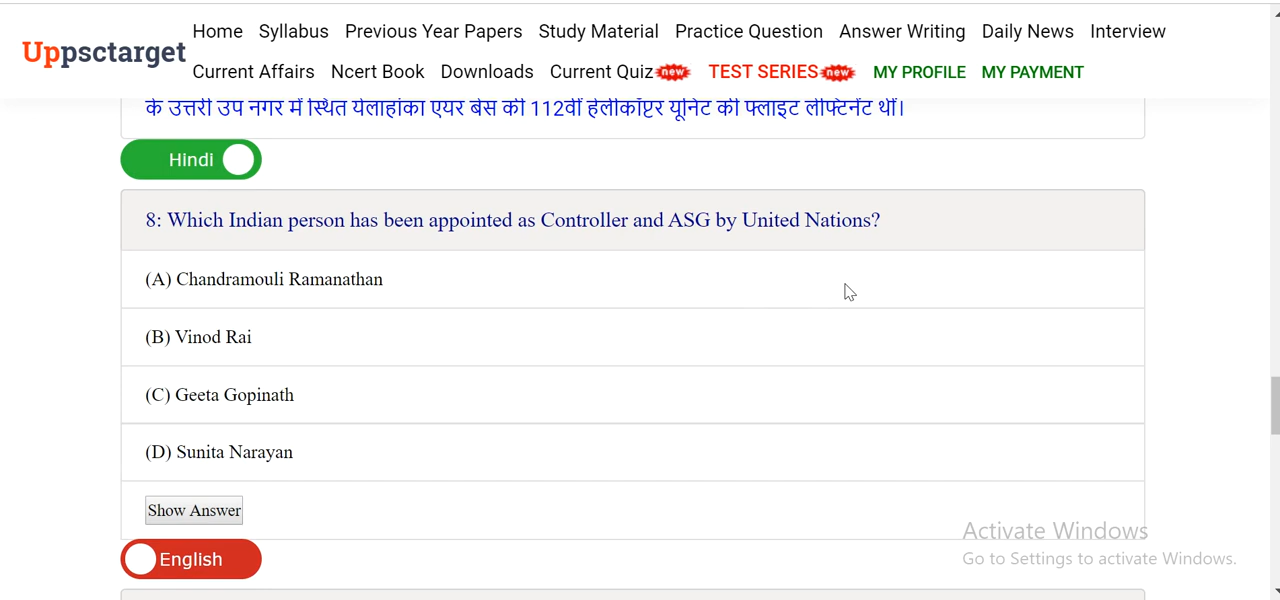 Home Syllabus Previous Year Papers Study Material Practice Question Answer Writing Daily News Interview
Uppsctarget
Current Affairs Ncert Book Downloads Current Quiz new TEST SERIES new MY PROFILE MY PAYMENT
के उत्तरी उप नगर में स्थित येलाहांका एयर बेस की 112वीं हेलीकॉप्टर यूनिट की फ्लाइट लेफ्टिनेंट थीं।
Hindi
8: Which Indian person has been appointed as Controller and ASG by United Nations?
(A) Chandramouli Ramanathan
(B) Vinod Rai
(C) Geeta Gopinath
(D) Sunita Narayan
Show Answer
Activate Windows
Go to Settings to activate Windows.
English